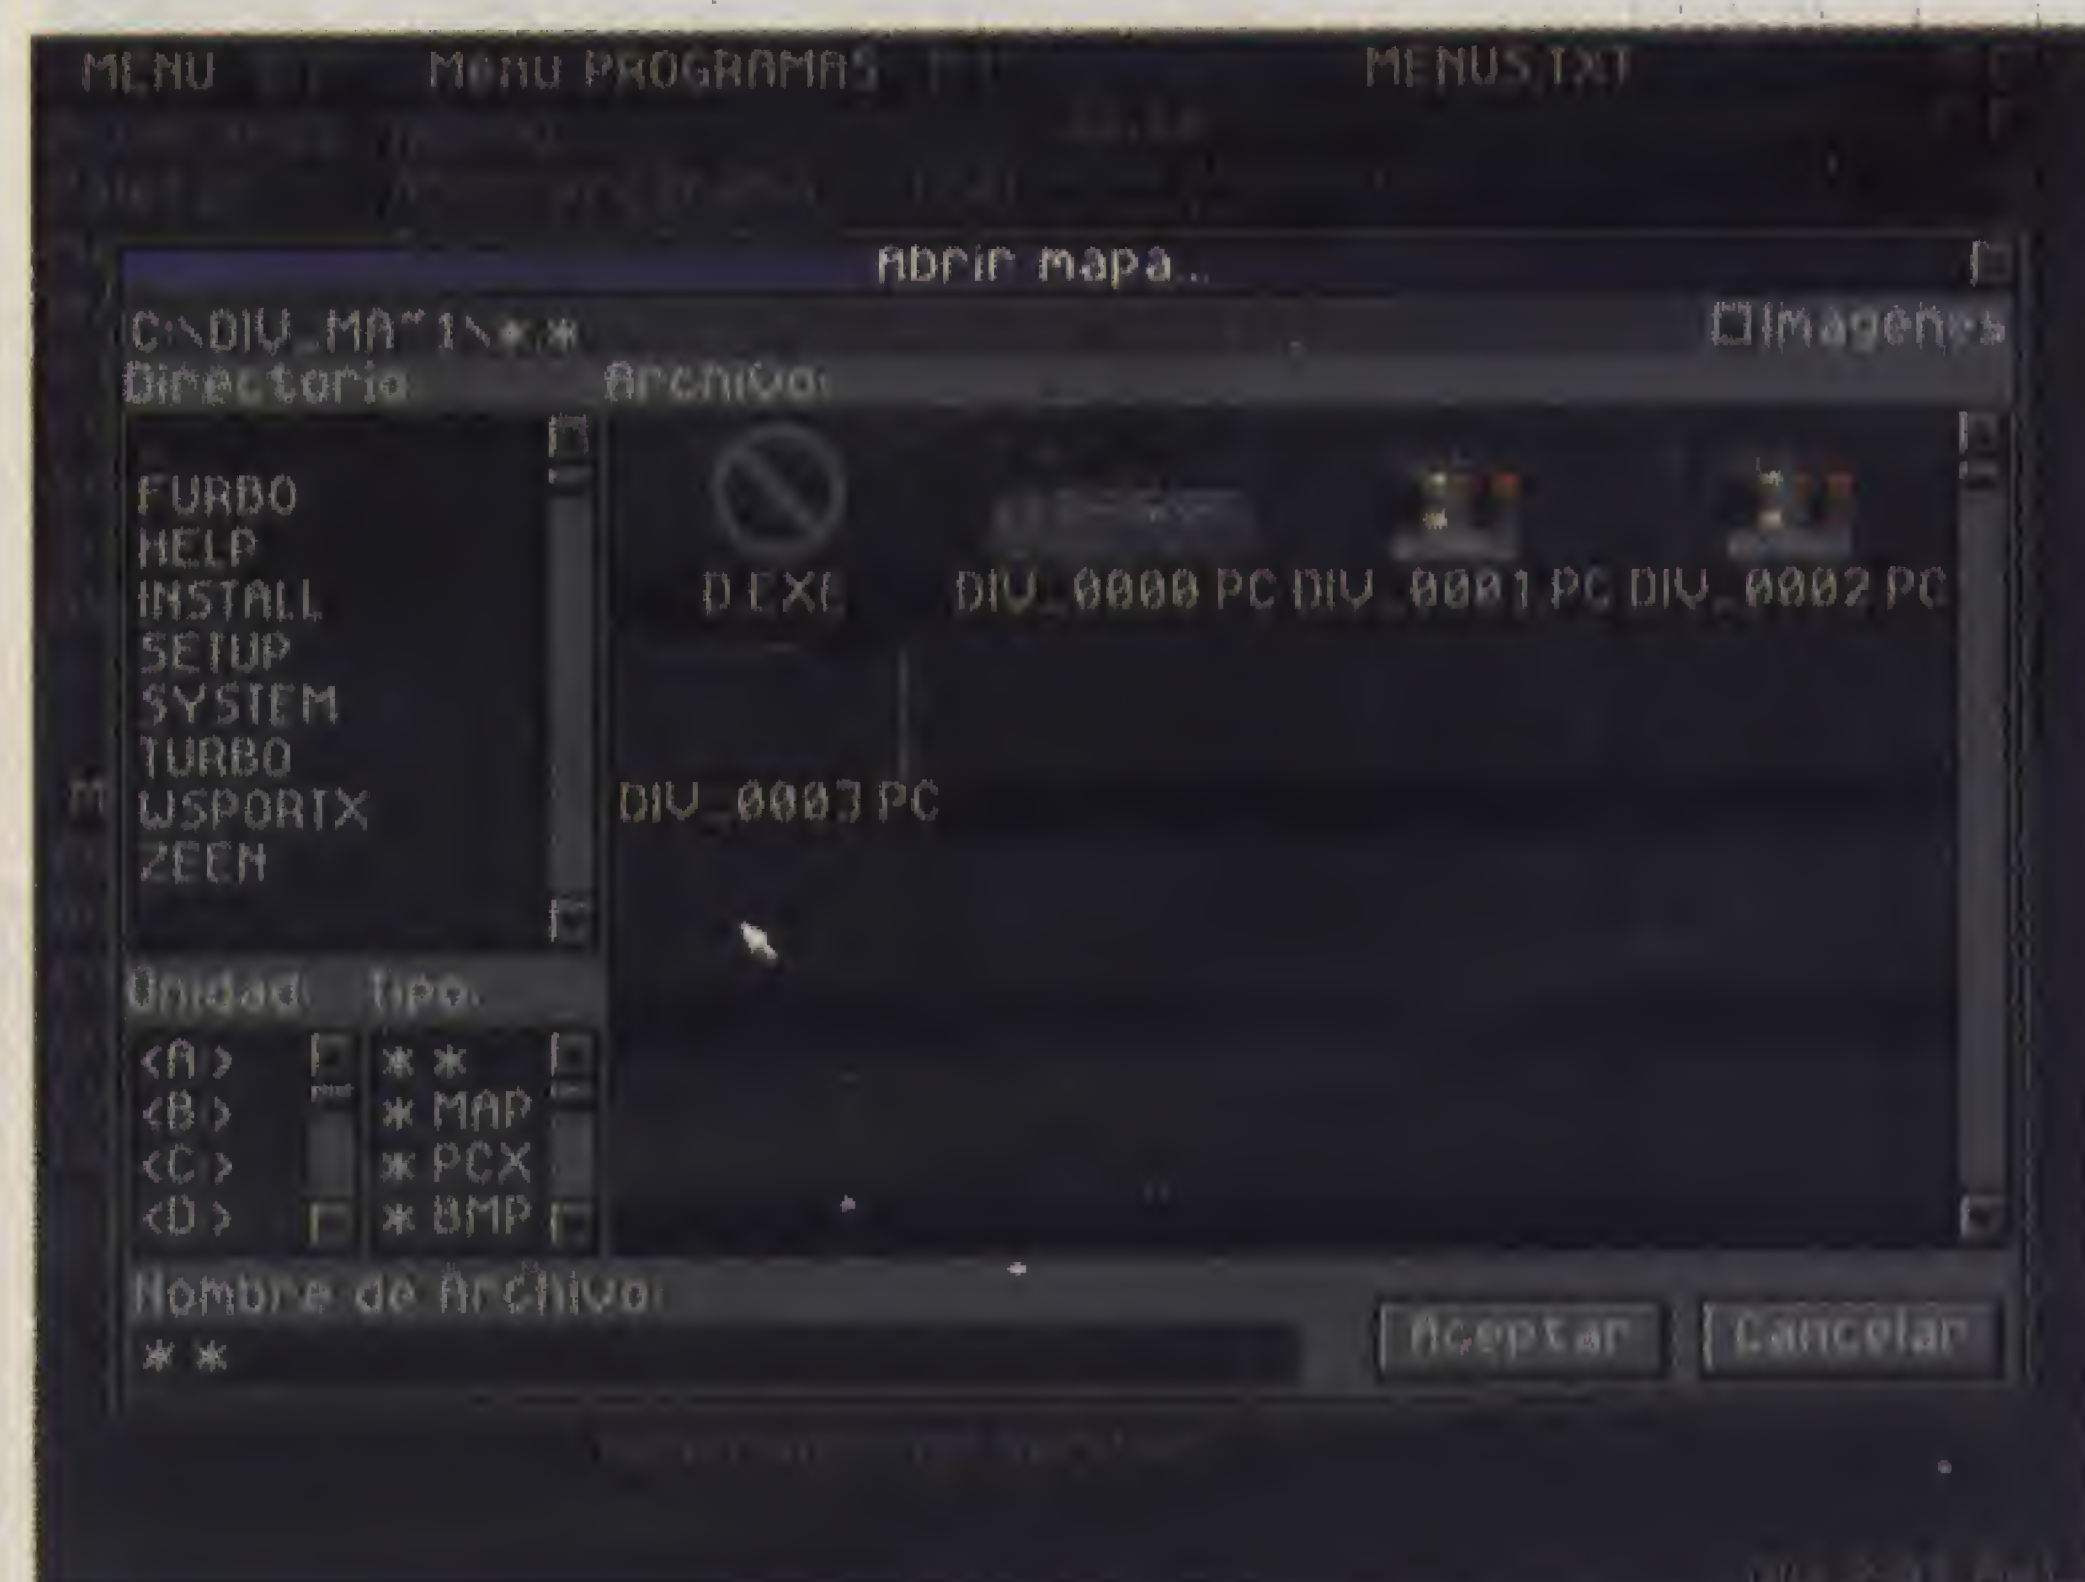 MENU
Menu PROGRAMAS
MENUS.TXT
Abrir mapa...
C:\DIV_MA~1\*.*
Imagenes
Directorio:
Archivo:
FURBO
HELP
INSTALL
SETUP
SYSTEM
TURBO
WSPORTX
ZEEN
D.EXE
DIV_0000.PC
DIV_0001.PC
DIV_0002.PC
DIV_0003.PC
Unidad: Tipo:
<A> *.*
<B> *.MAP
<C> *.PCX
<D> *.BMP
Nombre de Archivo:
*.*
Aceptar
Cancelar